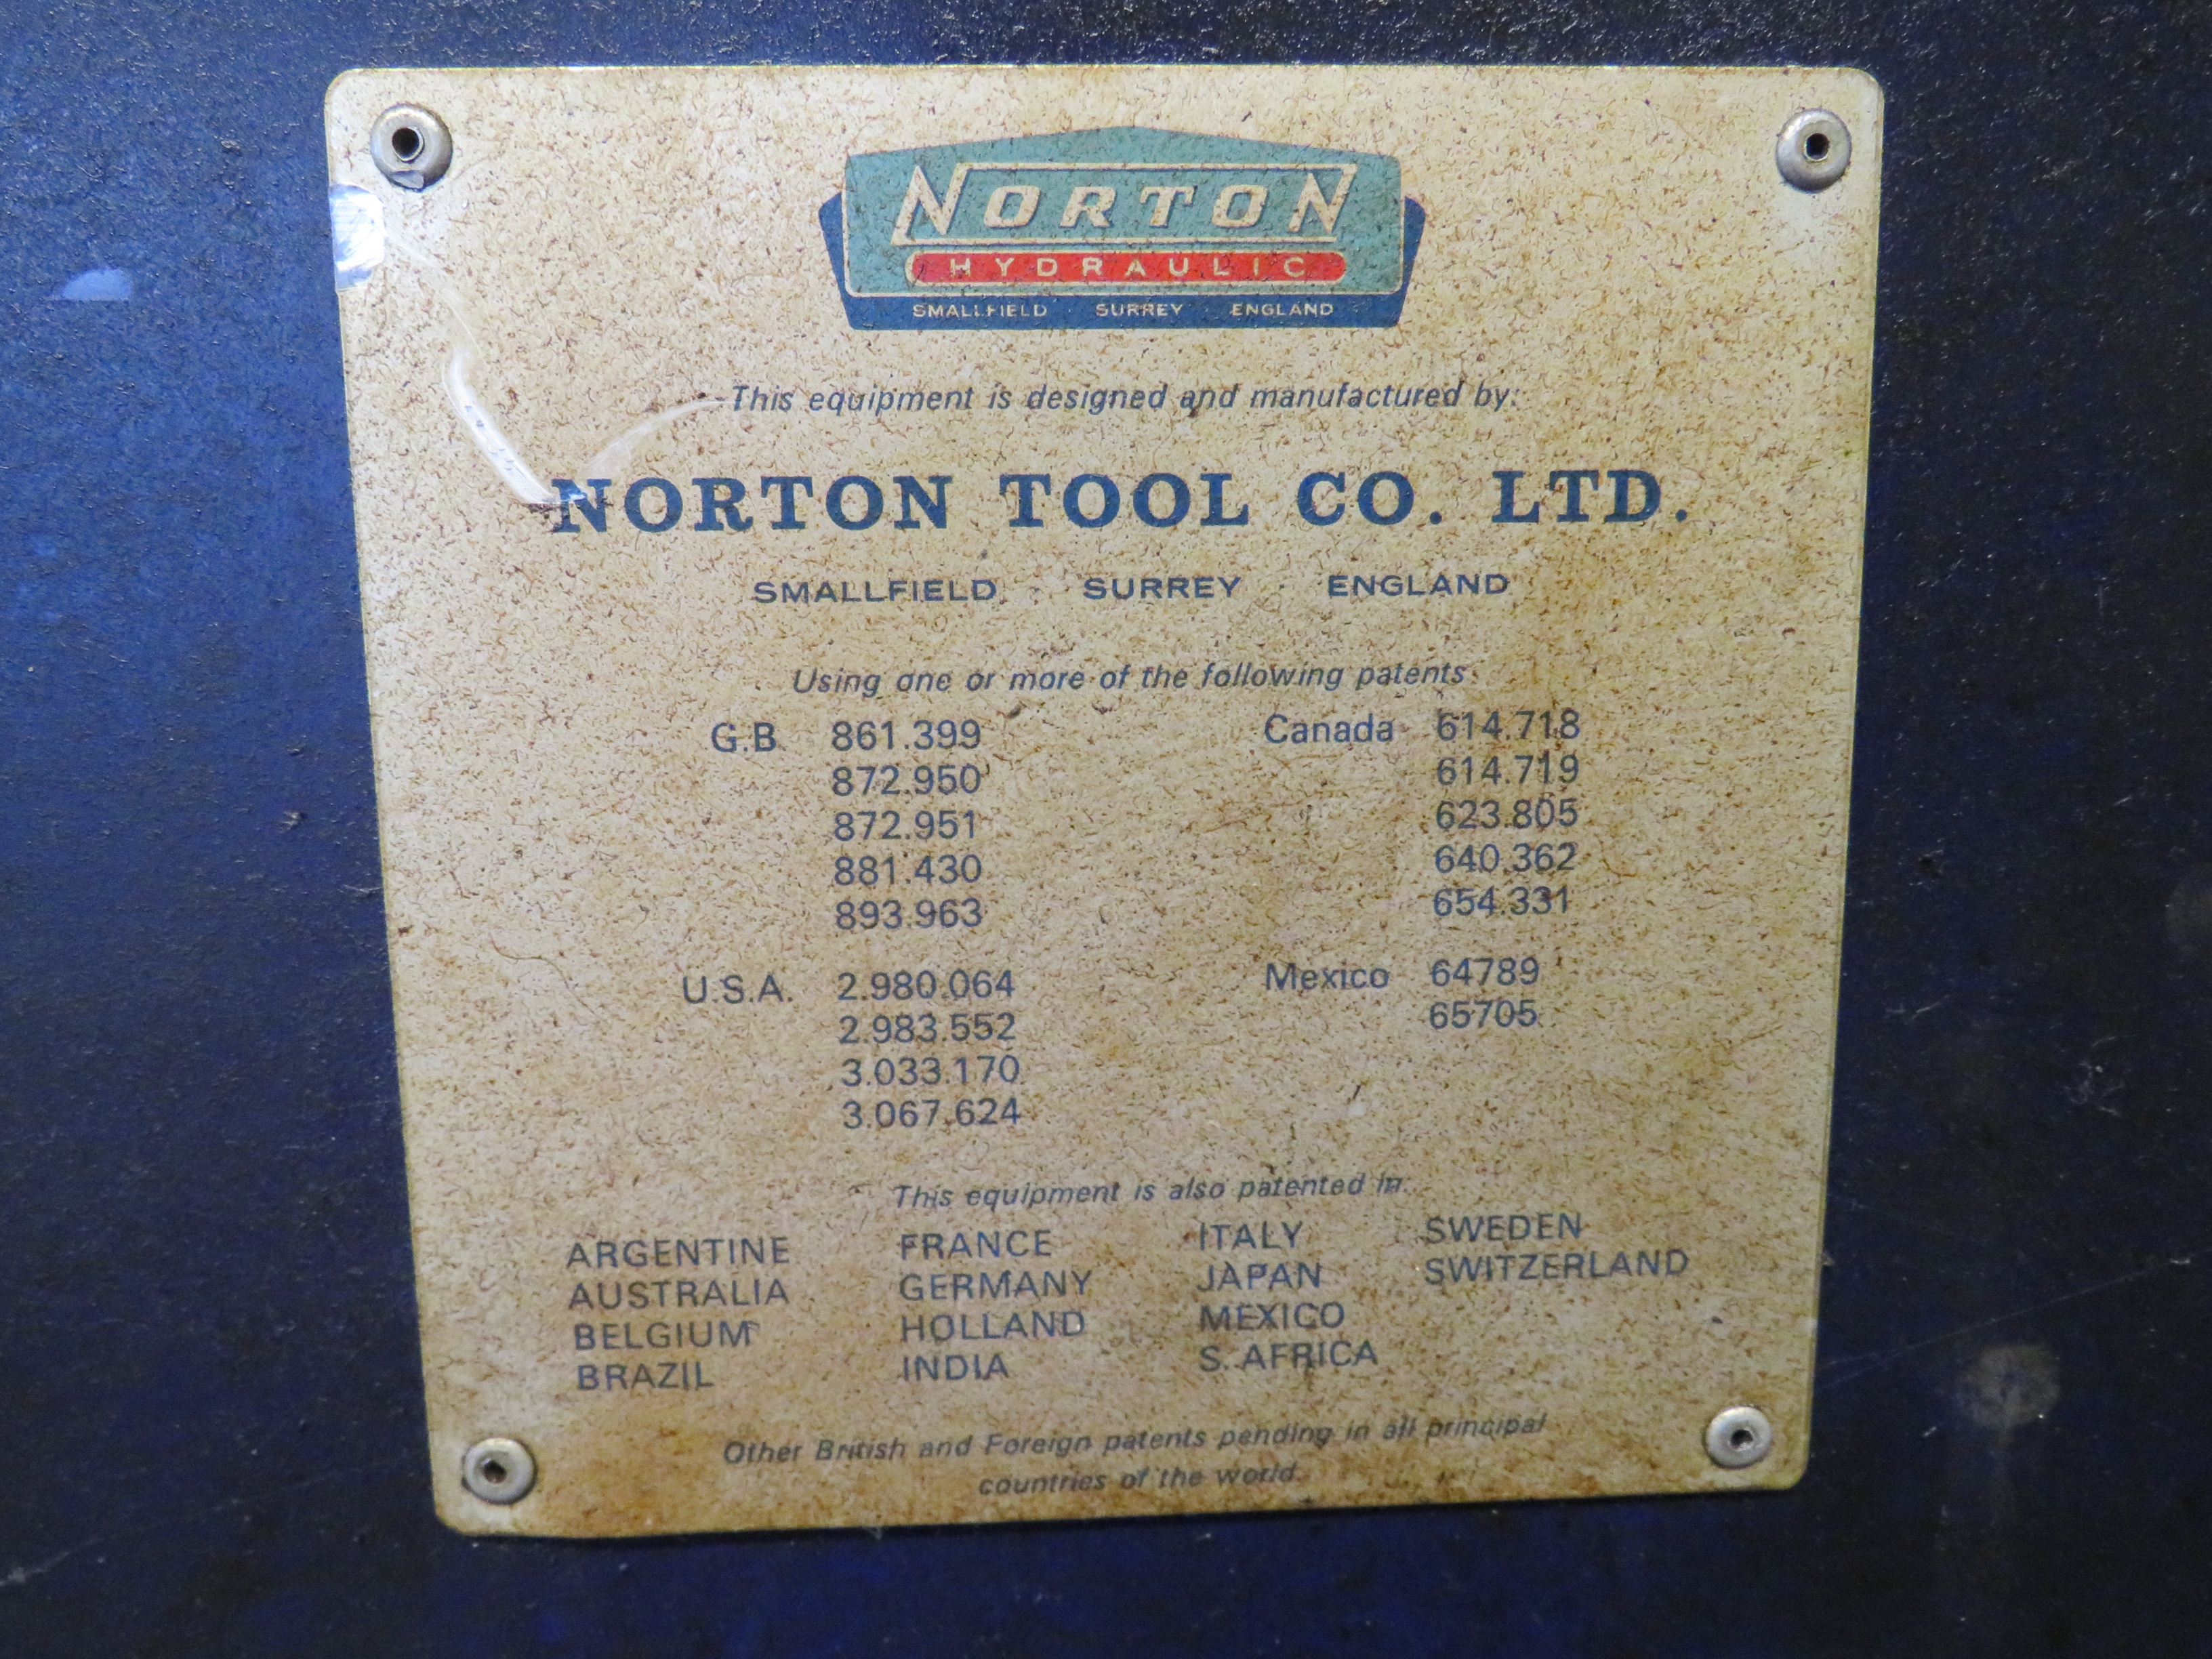 NORTON
HYDRAULIC
SMALLFIELD · SURREY · ENGLAND
This equipment is designed and manufactured by:
NORTON TOOL CO. LTD.
SMALLFIELD · SURREY · ENGLAND
Using one or more of the following patents:
G.B. 861.399 Canada 614.718
872.950 614.719
872.951 623.805
881.430 640.362
893.963 654.331
U.S.A. 2.980.064 Mexico 64789
2.983.552 65705
3.033.170
3.067.624
This equipment is also patented in:
ARGENTINE FRANCE ITALY SWEDEN
AUSTRALIA GERMANY JAPAN SWITZERLAND
BELGIUM HOLLAND MEXICO
BRAZIL INDIA S. AFRICA
Other British and Foreign patents pending in all principal
countries of the world.